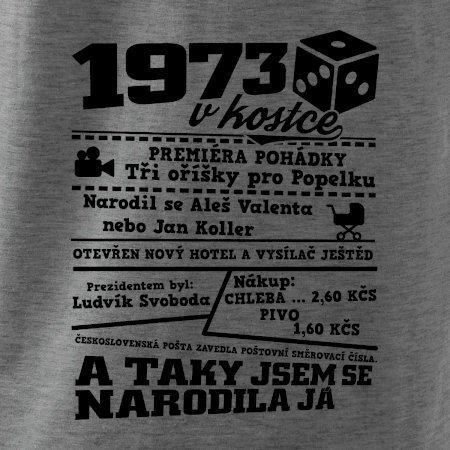 1973
v kostce
PREMIÉRA POHÁDKY
Tři oříšky pro Popelku
Narodil se Aleš Valenta
nebo Jan Koller
OTEVŘEN NOVÝ HOTEL A VYSÍLAČ JEŠTĚD
Prezidentem byl:
Ludvík Svoboda
Nákup:
CHLEBA ... 2,60 KČS
PIVO
1,60 KČS
ČESKOSLOVENSKÁ POŠTA ZAVEDLA POŠTOVNÍ SMĚROVACÍ ČÍSLA.
A TAKY JSEM SE
NARODILA JÁ